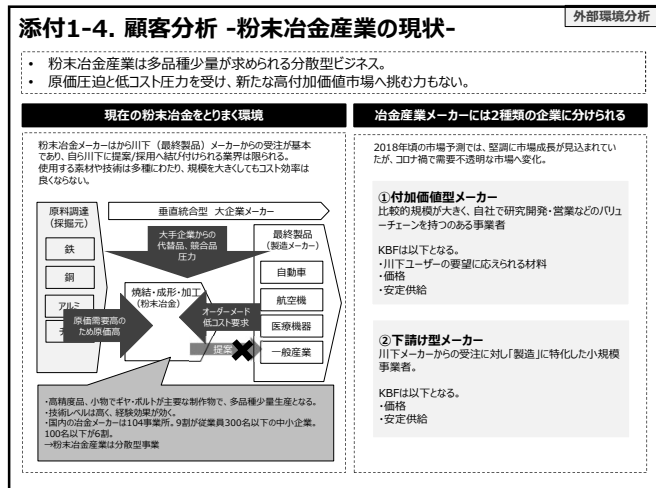 外部環境分析
添付1-4. 顧客分析 -粉末冶金産業の現状-
・ 粉末冶金産業は多品種少量が求められる分散型ビジネス。
・ 原価圧迫と低コスト圧力を受け、新たな高付加価値市場へ挑む力もない。
現在の粉末冶金をとりまく環境
粉末冶金メーカーはから川下（最終製品）メーカーからの受注が基本
であり、自ら川下に提案/採用へ結び付けられる業界は限られる。
使用する素材や技術は多種にわたり、規模を大きくしてもコスト効率は
良くならない。
原料調達
（採掘元）
鉄
銅
アルミ
垂直統合型 大企業メーカー
大手企業からの
代替品、競合品
圧力
最終製品
（製造メーカー）
自動車
航空機
医療機器
一般産業
焼結・成形・加工
（粉末冶金）
原価需要高の
ため原価高
オーダーメード
低コスト要求
提案
・高精度品、小物でギヤ・ボルトが主要な制作物で、多品種少量生産となる。
・技術レベルは高く、経験効果が効く。
・国内の冶金メーカーは104事業所。9割が従業員300名以下の中小企業。
100名以下が6割。
→粉末冶金産業は分散型事業
冶金産業メーカーには2種類の企業に分けられる
2018年頃の市場予測では、堅調に市場成長が見込まれてい
たが、コロナ禍で需要不透明な市場へ変化。
①付加価値型メーカー
比較的規模が大きく、自社で研究開発・営業などのバリュ
ーチェーンを持つのある事業者
KBFは以下となる。
・川下ユーザーの要望に応えられる材料
・価格
・安定供給
②下請け型メーカー
川下メーカーからの受注に対し「製造」に特化した小規模
事業者。
KBFは以下となる。
・価格
・安定供給